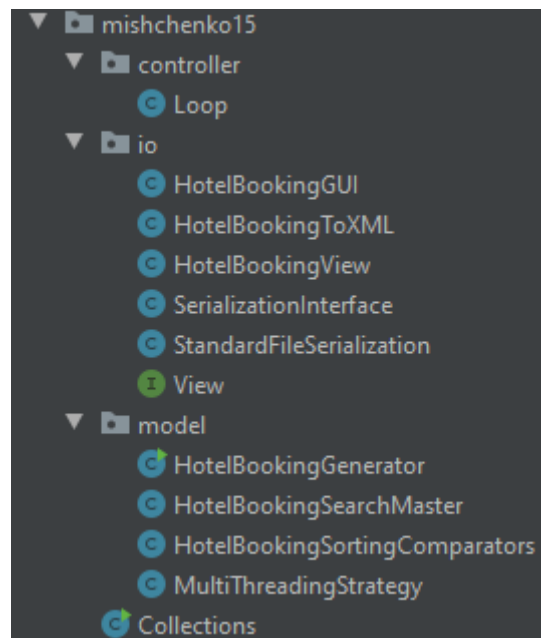 mishchenko15
controller
C Loop
io
C HotelBookingGUI
C HotelBookingToXML
C HotelBookingView
C SerializationInterface
C StandardFileSerialization
I View
model
C HotelBookingGenerator
C HotelBookingSearchMaster
C HotelBookingSortingComparators
C MultiThreadingStrategy
C Collections